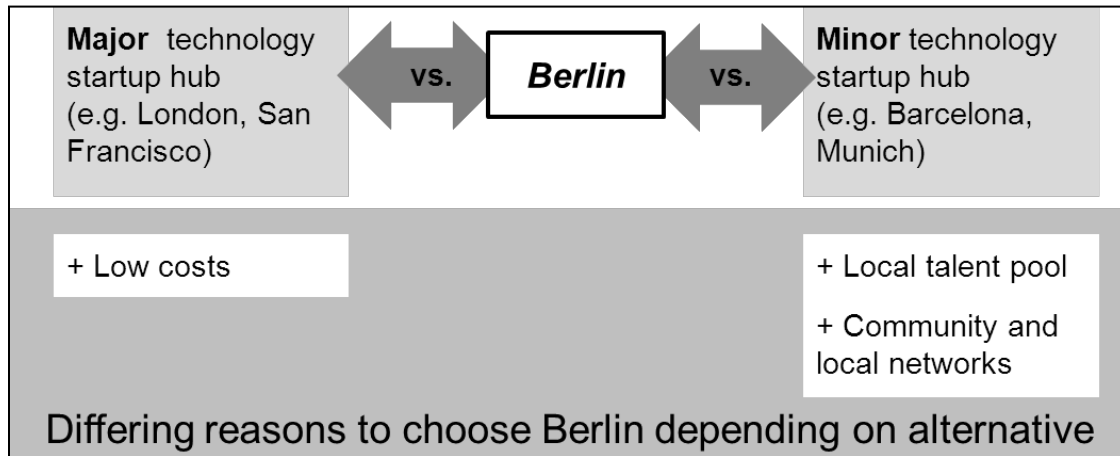 Major technology
startup hub
(e.g. London, San
Francisco)
vs.
Berlin
vs.
Minor technology
startup hub
(e.g. Barcelona,
Munich)
+ Low costs
+ Local talent pool
+ Community and
local networks
Differing reasons to choose Berlin depending on alternative